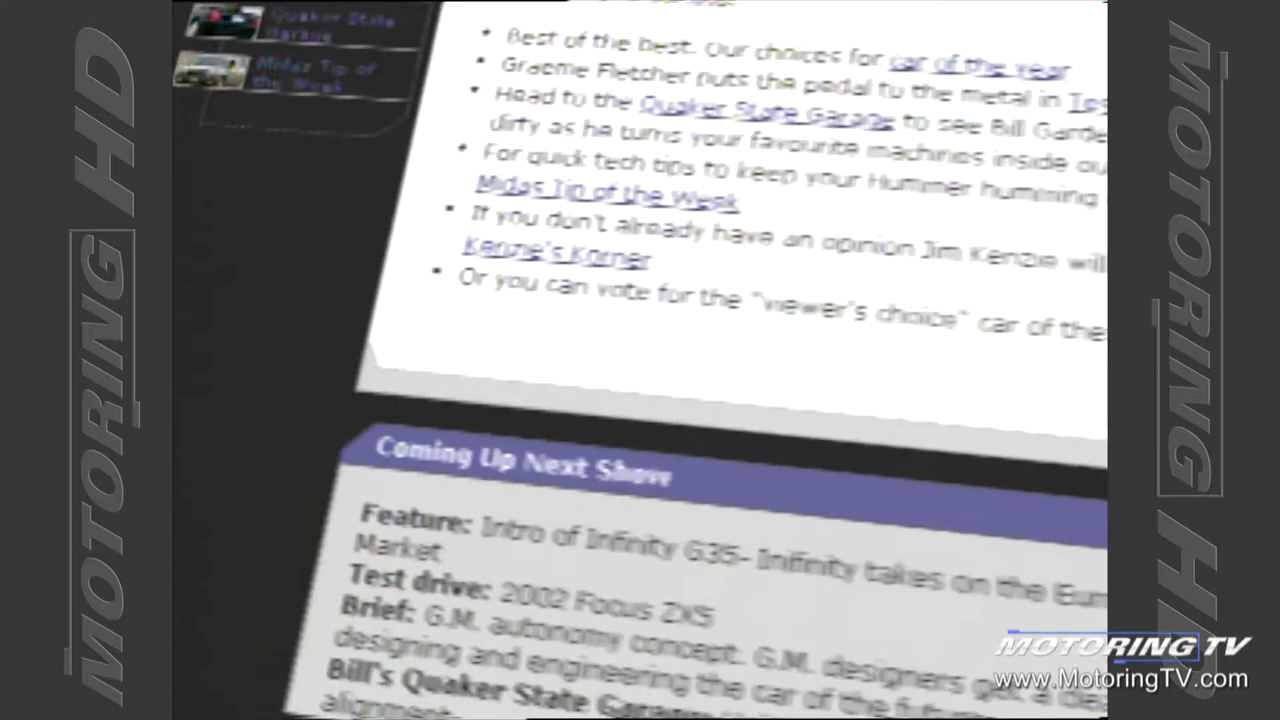 Quaker State
Garage
Midas Tip of
the Week
• Best of the best. Our choices for car of the year
• Graeme Fletcher puts the pedal to the metal in
• Head to the Quaker State Garage to see Bill
dirty as he turns your favourite machines inside
• For quick tech tips to keep your Hummer humming
Midas Tip of the Week
• If you don't already have an opinion Jim Kenzie will
Kenzie's Korner
• Or you can vote for the "viewer's choice" car of
Coming Up Next Show
Feature: Intro of Infinity G35- Inifinity takes on the
Market
Test drive: 2002 Focus ZX5
Brief: G.M. autonomy concept. G.M. designers
designing and engineering the car of the future
Bill's Quaker State Garage
alignment
MOTORING HD
MOTORING HD
MOTORING TV
www.MotoringTV.com